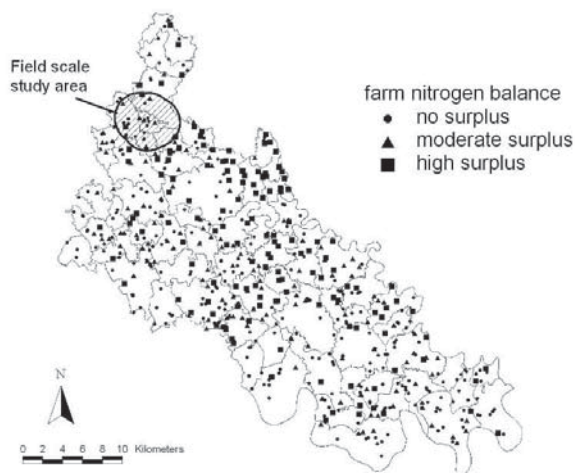 Field scale
study area
farm nitrogen balance
no surplus
moderate surplus
high surplus
N
0 2 4 6 8 10 Kilometers